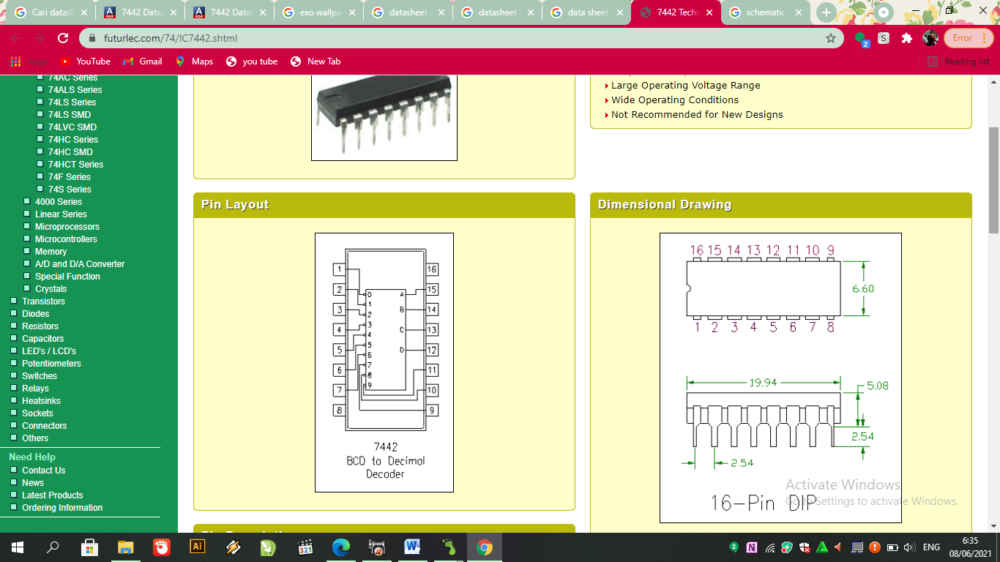 Cari datash
7442 Datas
7442 Datas
exo wallpa
datasheet
datasheet
data sheet
7442 Techn
schematic
futurlec.com/74/IC7442.shtml
S
2
Error
Apps
YouTube
Gmail
Maps
you tube
New Tab
Reading list
74AC Series
74ALS Series
74LS Series
74LS SMD
74LVC SMD
74HC Series
74HC SMD
74HCT Series
74F Series
74S Series
4000 Series
Linear Series
Microprocessors
Microcontrollers
Memory
A/D and D/A Converter
Special Function
Crystals
Transistors
Diodes
Resistors
Capacitors
LED's / LCD's
Potentiometers
Switches
Relays
Heatsinks
Sockets
Connectors
Others
Need Help
Contact Us
News
Latest Products
Ordering Information
Large Operating Voltage Range
Wide Operating Conditions
Not Recommended for New Designs
Pin Layout
1 16
2 0 A 15
3 1 2 B 14
4 3 C 13
5 4 5 D 12
6 6 7 11
7 8 9 10
8 9
7442
BCD to Decimal
Decoder
Dimensional Drawing
16 15 14 13 12 11 10 9
6.60
1 2 3 4 5 6 7 8
19.94
5.08
2.54
2.54
16-Pin DIP
Activate Windows
Go to Settings to activate Windows.
Ai
321
W
N
2
ENG
6:35
08/06/2021